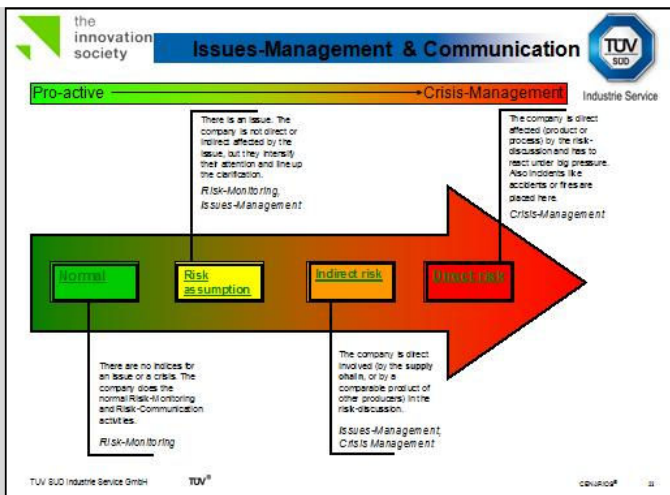 the
innovation
society
Issues-Management & Communication
TÜV
SÜD
Industrie Service
Pro-active
Crisis-Management
There is an issue. The
company is not direct or
indirect affected by the
issue, but they intensify
their attention and line up
the clarification.
Risk-Monitoring,
Issues-Management
The company is direct
affected (product or
process) by the risk-
discussion and has to
react under big pressure.
Also incidents like
accidents or fires are
placed here.
Crisis-Management
Normal
Risk
assumption
Indirect risk
Direct risk
There are no indices for
an issue or a crisis. The
company does the
normal Risk-Monitoring
and Risk-Communication
activities.
Risk-Monitoring
The company is direct
involved (by the supply
chain, or by a
comparable product of
other producers) in the
risk-discussion.
Issues-Management,
Crisis Management
TÜV SÜD Industrie Service GmbH
TÜV®
CENARIOS®